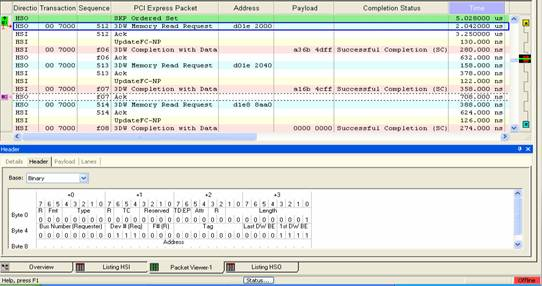 Directio Transaction Sequence PCI Express Packet Address Payload Completion Status Time
HSO SKP Ordered Set 5.028000 us
HSO 00 7000 512 3DW Memory Read Request d01e 2000 2.042000 us
HSI 512 Ack 3.250000 us
HSI UpdateFC-NP 130.000 ns
HSI 00 7000 f06 3DW Completion with Data a36b 4dff Successful Completion (SC) 280.000 ns
HSO f06 Ack 632.000 ns
HSO 00 7000 513 3DW Memory Read Request d01e 2040 158.000 ns
HSI 513 Ack 378.000 ns
HSI UpdateFC-NP 122.000 ns
HSI 00 7000 f07 3DW Completion with Data a16b 4dff Successful Completion (SC) 358.000 ns
HSO f07 Ack 708.000 ns
HSO 00 7000 514 3DW Memory Read Request d1e8 8aa0 388.000 ns
HSI 514 Ack 624.000 ns
HSI UpdateFC-NP 126.000 ns
HSI 00 7000 f08 3DW Completion with Data 0000 0000 Successful Completion (SC) 274.000 ns
Header
Details Header Payload Lanes
Base: Binary
+0 +1 +2 +3
7 6 5 4 3 2 1 0 7 6 5 4 3 2 1 0 7 6 5 4 3 2 1 0 7 6 5 4 3 2 1 0
R Fmt Type R TC Reserved TD EP Attr R Length
Byte 0
Bus Number (Requester) Dev # (Req) F# (R) Tag Last DW BE 1st DW BE
Byte 4
Address
Byte 8
Overview Listing HSI Packet Viewer-1 Listing HSO
Help, press F1 Status... Offline